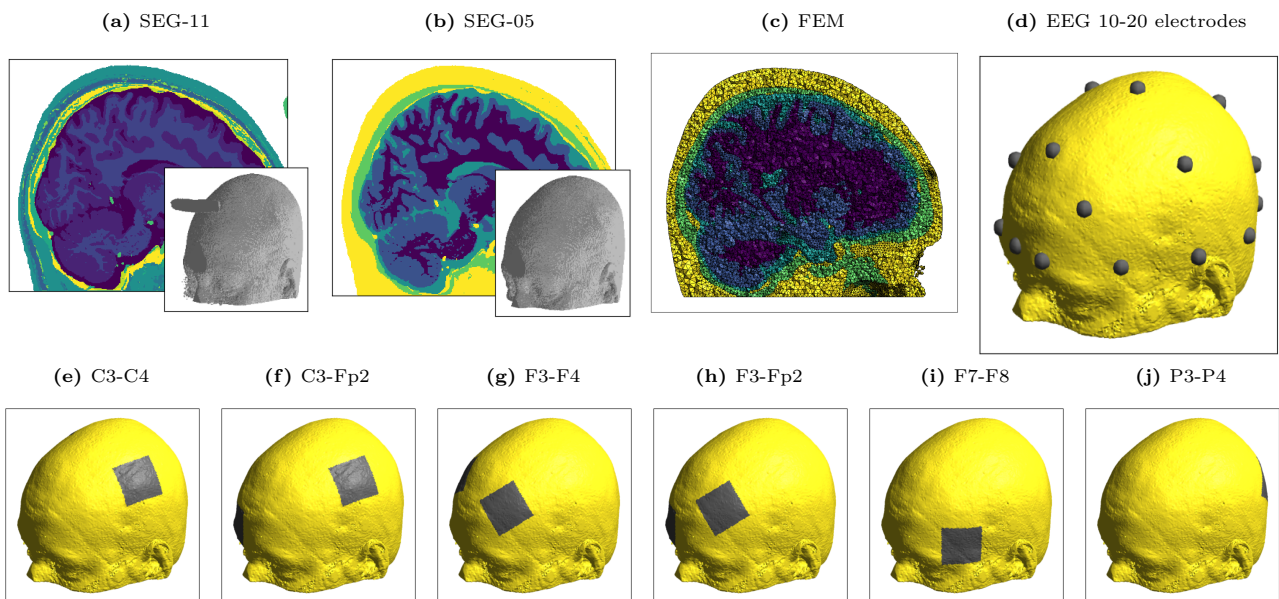 (a) SEG-11
(b) SEG-05
(c) FEM
(d) EEG 10-20 electrodes
(e) C3-C4
(f) C3-Fp2
(g) F3-F4
(h) F3-Fp2
(i) F7-F8
(j) P3-P4